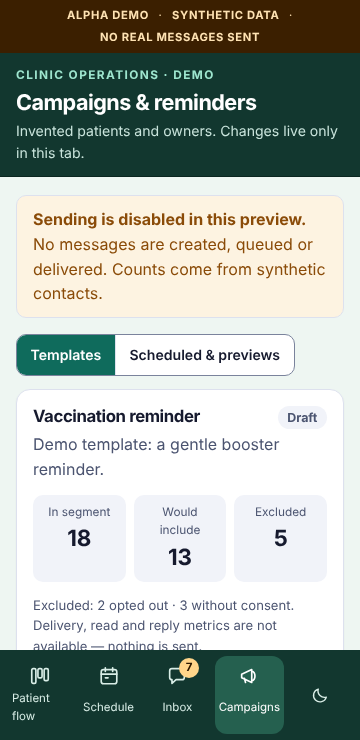 ALPHA DEMO · SYNTHETIC DATA ·
NO REAL MESSAGES SENT
CLINIC OPERATIONS · DEMO
Campaigns & reminders
Invented patients and owners. Changes live only
in this tab.
Sending is disabled in this preview.
No messages are created, queued or
delivered. Counts come from synthetic
contacts.
Templates
Scheduled & previews
Vaccination reminder
Draft
Demo template: a gentle booster
reminder.
In segment
18
Would
include
13
Excluded
5
Excluded: 2 opted out · 3 without consent.
Delivery, read and reply metrics are not
available — nothing is sent.
Patient
flow
Schedule
7
Inbox
Campaigns